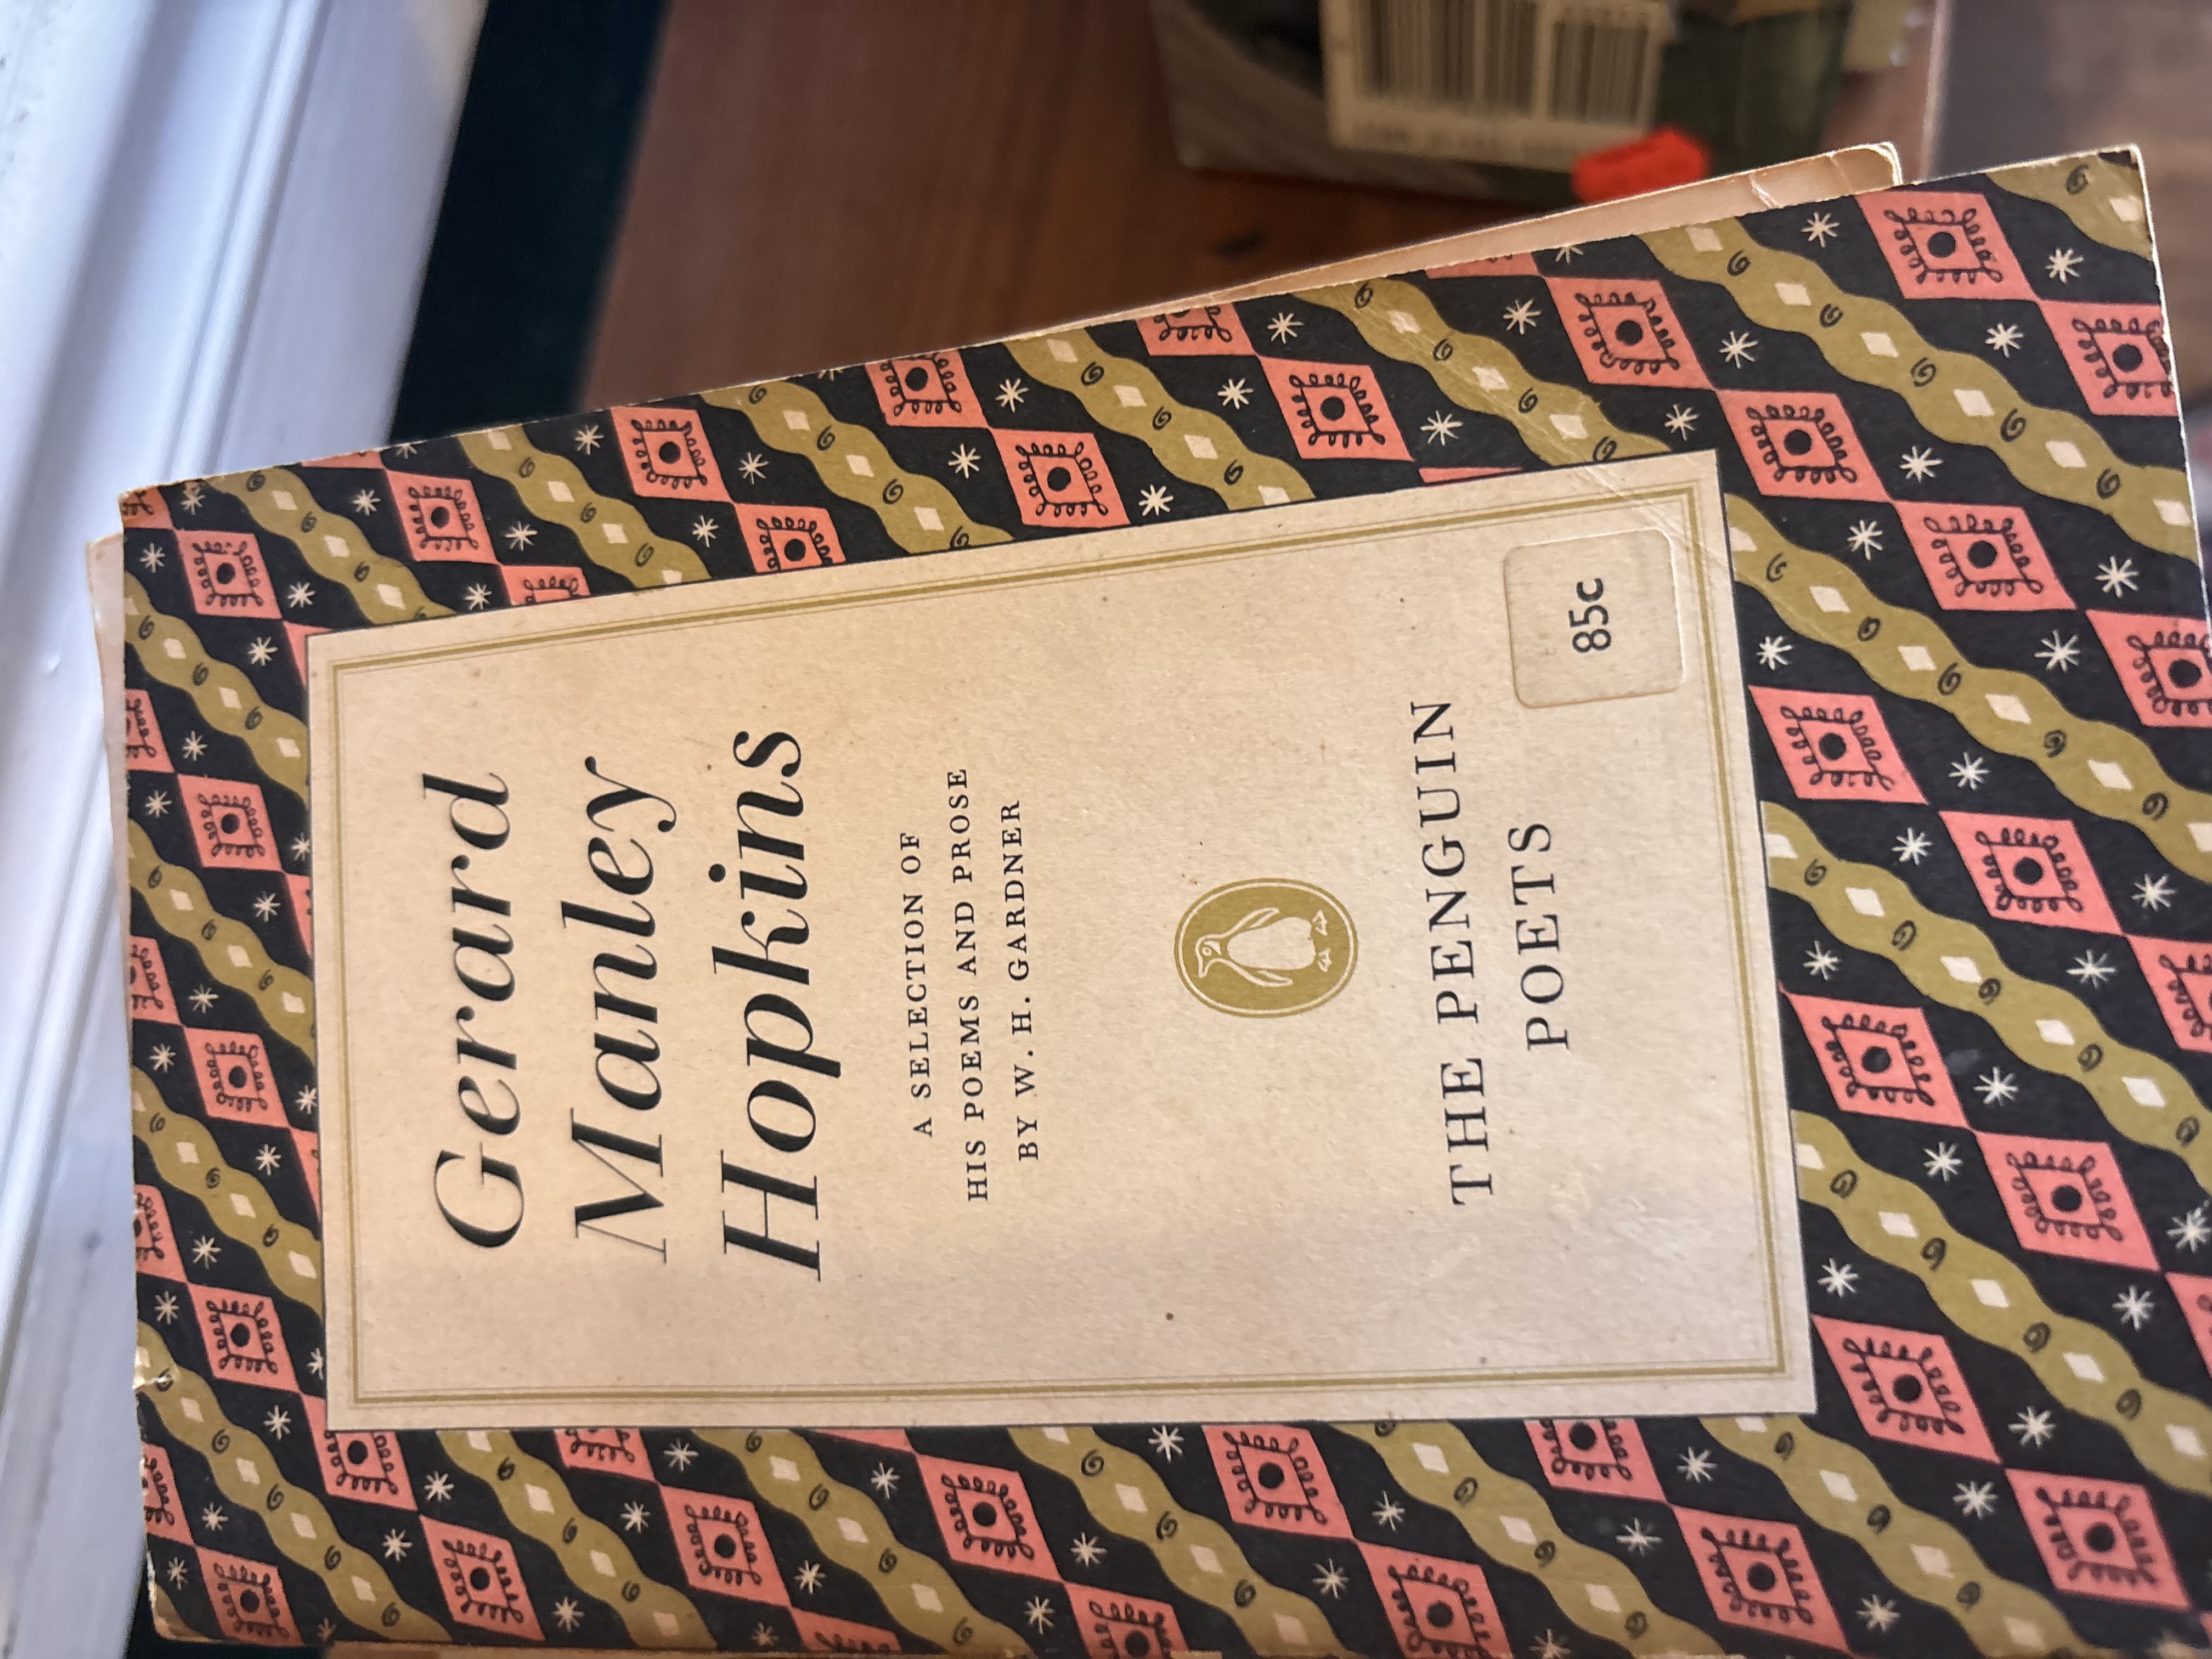 Gerard
Manley
Hopkins
A SELECTION OF
HIS POEMS AND PROSE
BY W. H. GARDNER
THE PENGUIN
POETS
85c